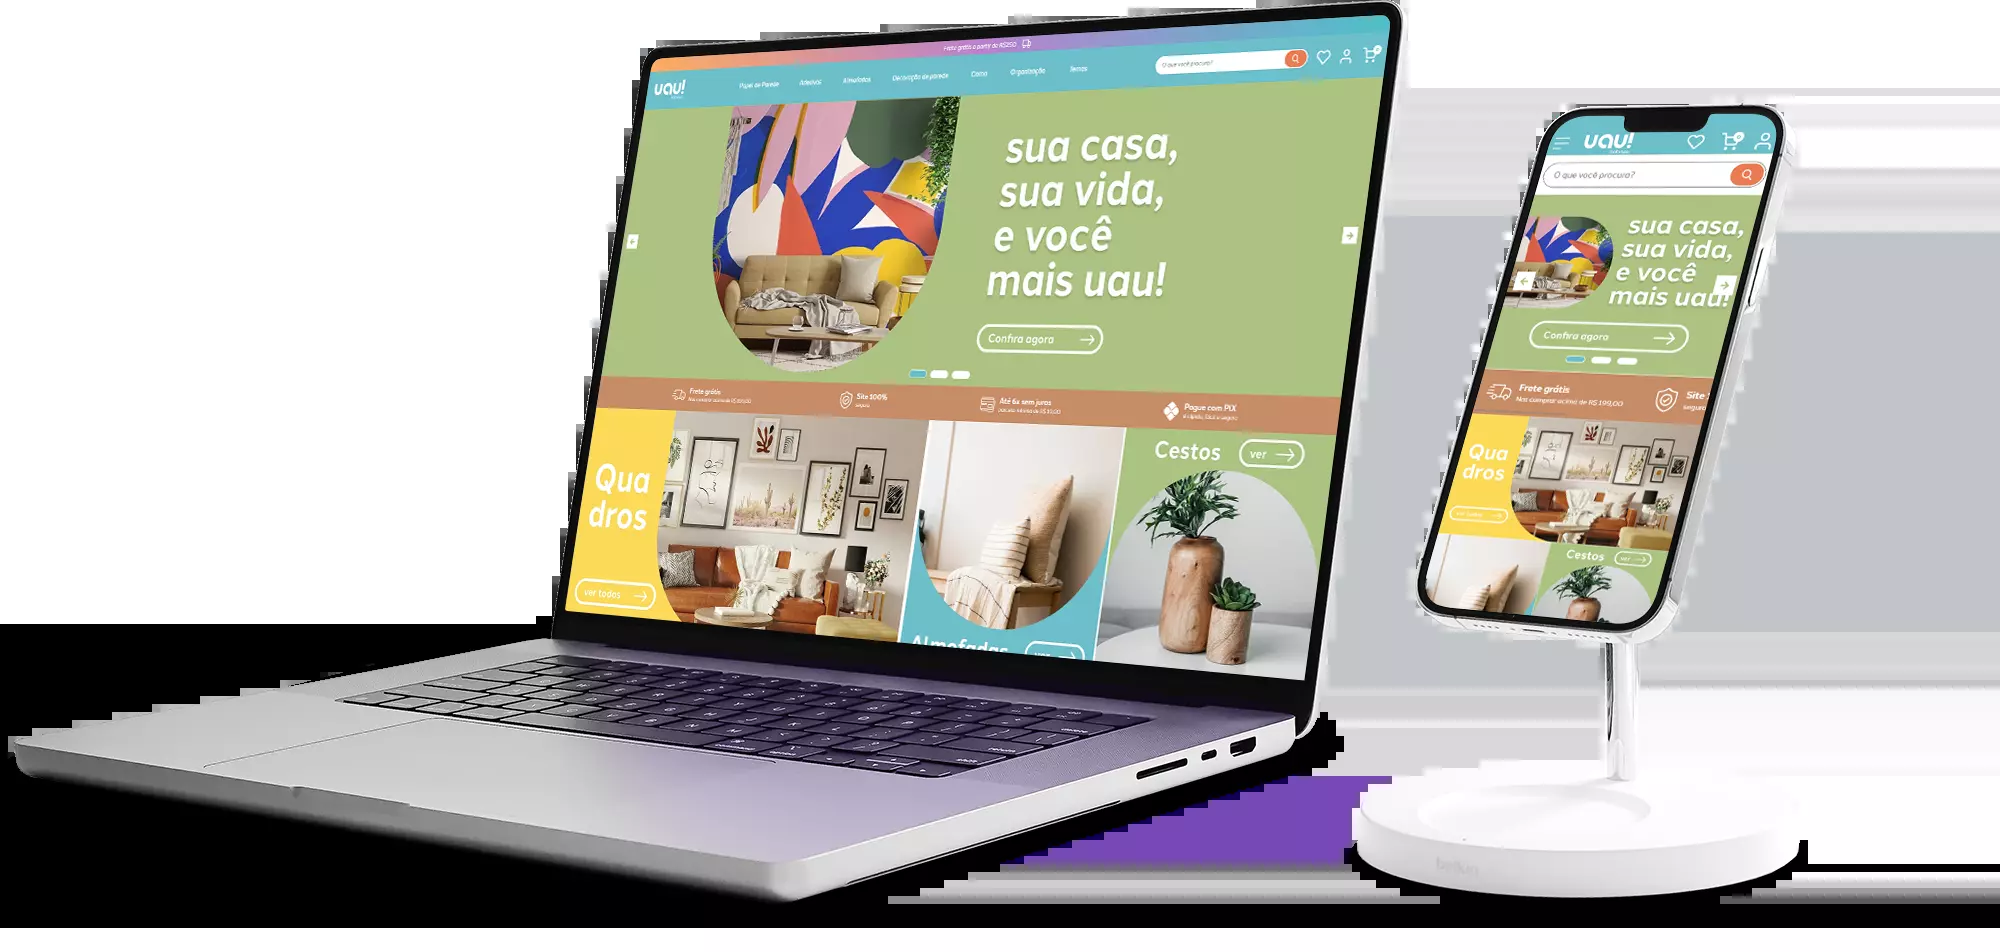 Frete grátis a partir de R$250
uau!
Papel de Parede
Adesivos
Almofadas
Decoração de parede
Cama
Organização
Temas
O que você procura?
0
sua casa,
sua vida,
e você
mais uau!
Confira agora
Frete grátis
Site 100%
seguro
Até 6x sem juros
Pague com PIX
Qua
dros
ver todos
Almofadas
ver
Cestos
ver
uau!
0
O que você procura?
sua casa,
sua vida,
e você
mais uau!
Confira agora
Frete grátis
Nas compras acima de R$ 199,00
Site
seguro
Qua
dros
ver todos
Cestos
ver
belkin